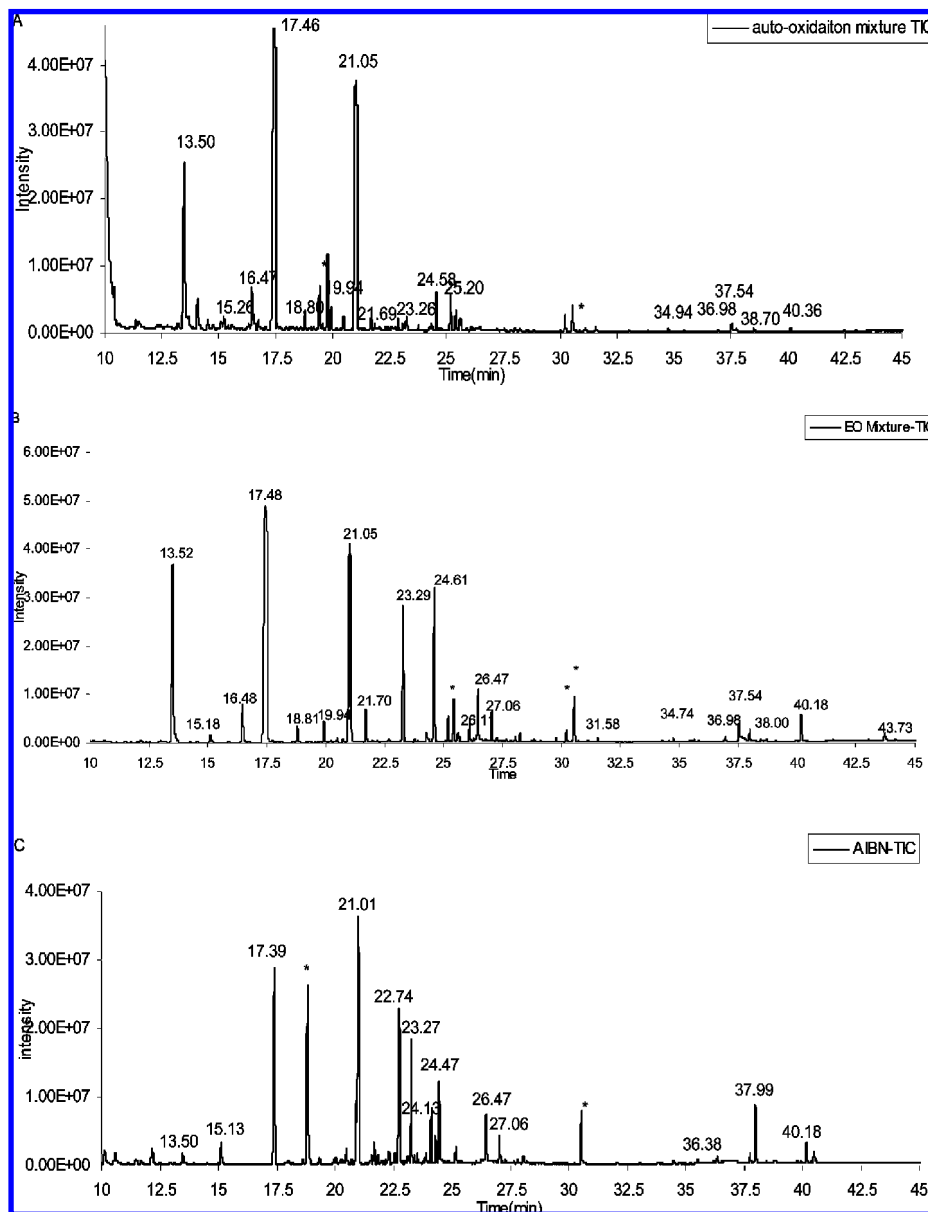 A
auto-oxidaiton mixture TIC
17.46
4.00E+07
21.05
3.00E+07
13.50
Intensity
2.00E+07
1.00E+07
16.47
*
9.94
24.58
25.20
15.26
18.80
21.69
23.26
*
34.94
36.98
37.54
38.70
40.36
0.00E+00
10 12.5 15 17.5 20 22.5 25 27.5 30 32.5 35 37.5 40 42.5 45
Time(min)
B
EO Mixture-TIC
6.00E+07
5.00E+07
17.48
4.00E+07
13.52
21.05
24.61
Intensity
3.00E+07
23.29
2.00E+07
1.00E+07
16.48
15.18
18.81
19.94
21.70
*
26.47
26.11
27.06
*
*
31.58
34.74
36.98
37.54
38.00
40.18
43.73
0.00E+00
10 12.5 15 17.5 20 22.5 25 27.5 30 32.5 35 37.5 40 42.5 45
Time
C
AIBN-TIC
4.00E+07
21.01
17.39
*
3.00E+07
22.74
23.27
intensity
2.00E+07
24.47
24.13
1.00E+07
13.50
15.13
26.47
27.06
*
36.38
37.99
40.18
0.00E+00
10 12.5 15 17.5 20 22.5 25 27.5 30 32.5 35 37.5 40 42.5 45
Time(min)